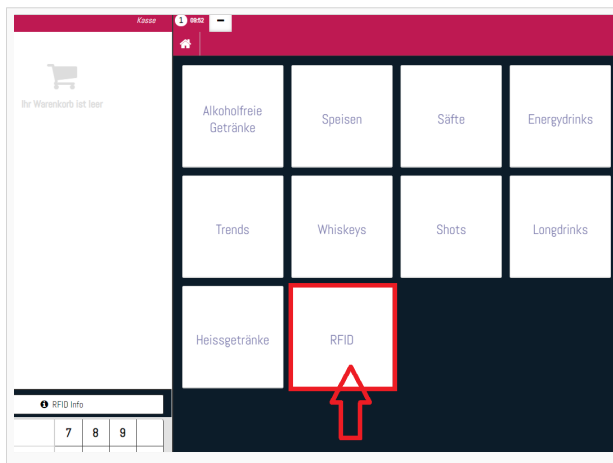 Kasse
1 09:52
Ihr Warenkorb ist leer
Alkoholfreie
Getränke
Speisen
Säfte
Energydrinks
Trends
Whiskeys
Shots
Longdrinks
Heissgetränke
RFID
RFID Info
7 8 9